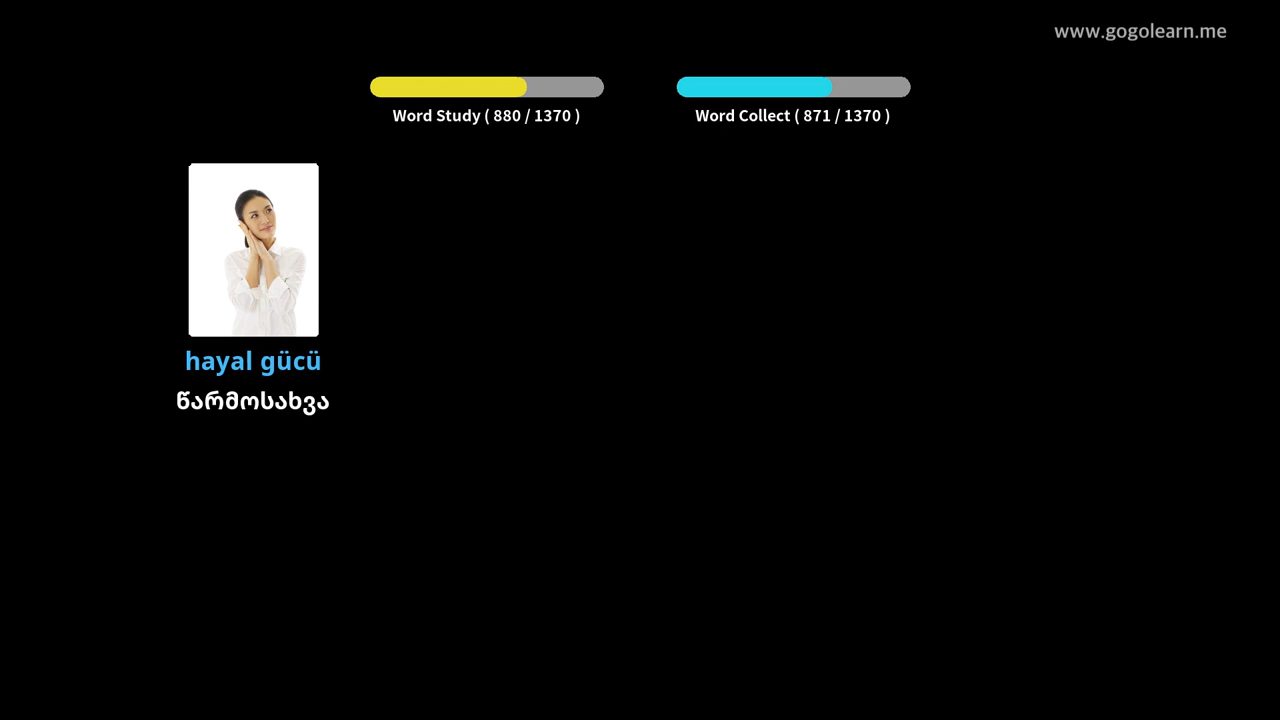 www.gogolearn.me
Word Study ( 880 / 1370 )
Word Collect ( 871 / 1370 )
hayal gücü
წარმოსახვა